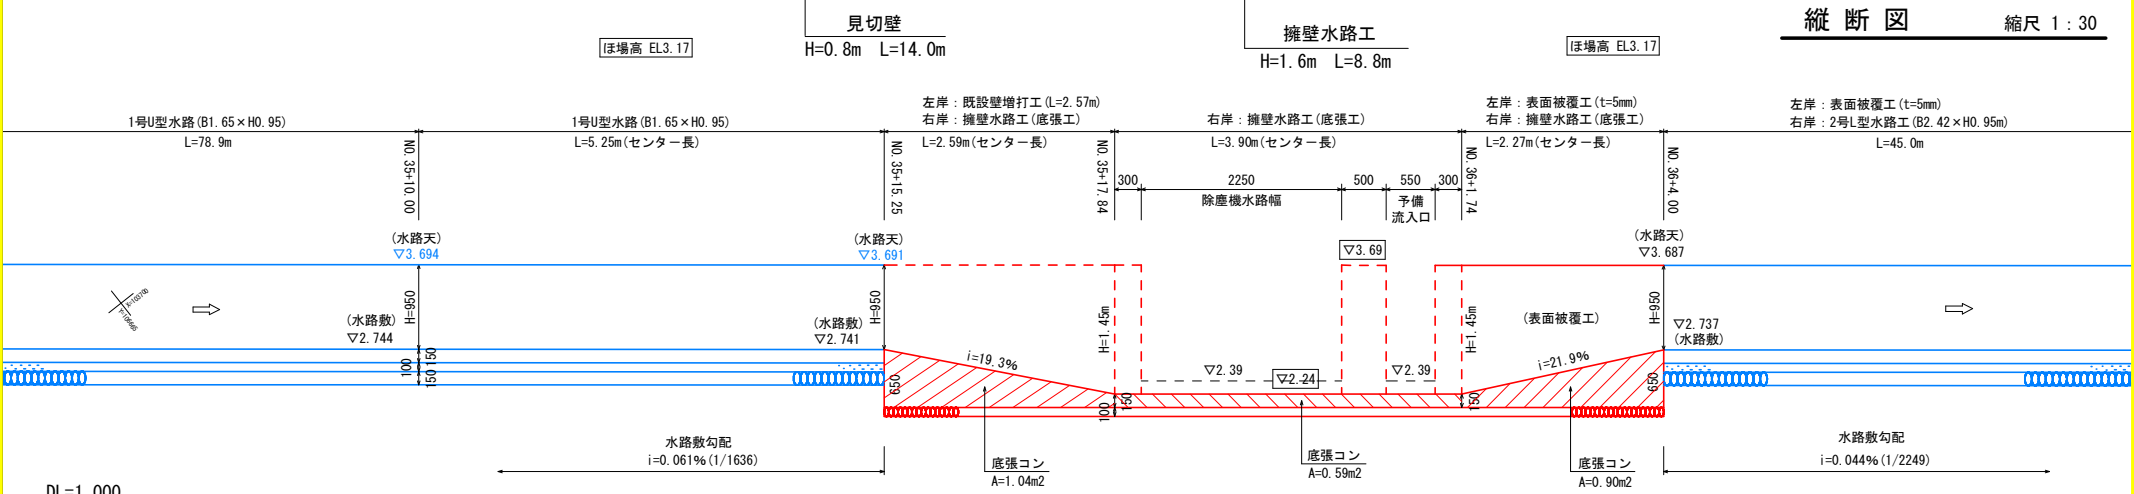 縦断図 縮尺 1：30
見切壁
H=0.8m L=14.0m
擁壁水路工
H=1.6m L=8.8m
ほ場高 EL3.17
ほ場高 EL3.17
1号U型水路(B1.65×H0.95)
L=78.9m
1号U型水路(B1.65×H0.95)
L=5.25m(センター長)
左岸：既設壁増打工(L=2.57m)
右岸：擁壁水路工(底張工)
L=2.59m(センター長)
右岸：擁壁水路工(底張工)
L=3.90m(センター長)
左岸：表面被覆工(t=5mm)
右岸：擁壁水路工(底張工)
L=2.27m(センター長)
左岸：表面被覆工(t=5mm)
右岸：2号L型水路工(B2.42×H0.95m)
L=45.0m
NO.35+10.00
NO.35+15.25
NO.35+17.84
NO.36+1.74
NO.36+4.00
300 2250 500 550 300
除塵機水路幅
予備
流入口
(水路天)
▽3.694
(水路天)
▽3.691
▽3.69
(水路天)
▽3.687
X=103700
Y=106665
H=950
H=950
H=1.45m
H=1.45m
H=950
(水路敷)
▽2.744
(水路敷)
▽2.741
(表面被覆工)
▽2.737
(水路敷)
i=19.3%
i=21.9%
▽2.39
▽2.24
▽2.39
150
100
150
650
150
100
150
650
水路敷勾配
i=0.061%(1/1636)
底張コン
A=1.04m2
底張コン
A=0.59m2
底張コン
A=0.90m2
水路敷勾配
i=0.044%(1/2249)
DL=1.000